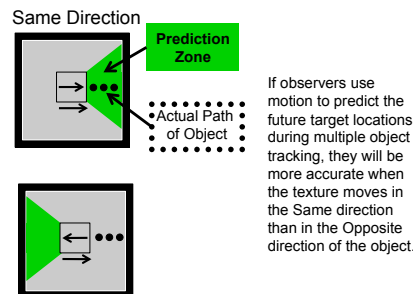 Same Direction
Prediction
Zone
Actual Path
of Object
If observers use
motion to predict the
future target locations
during multiple object
tracking, they will be
more accurate when
the texture moves in
the Same direction
than in the Opposite
direction of the object.